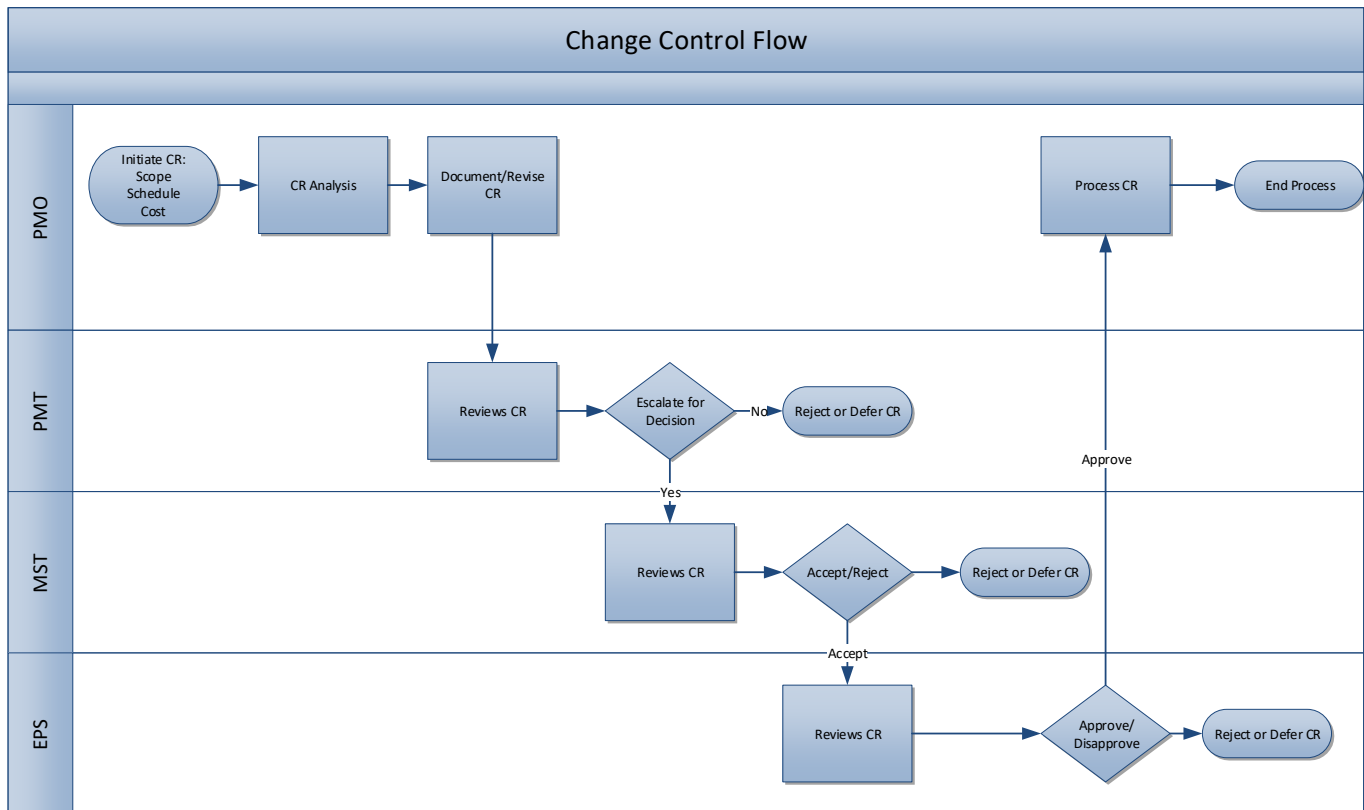 Change Control Flow
PMO
Initiate CR:
Scope
Schedule
Cost
CR Analysis
Document/Revise
CR
Process CR
End Process
PMT
Reviews CR
Escalate for
Decision
No
Reject or Defer CR
Approve
Yes
MST
Reviews CR
Accept/Reject
Reject or Defer CR
Accept
EPS
Reviews CR
Approve/
Disapprove
Reject or Defer CR